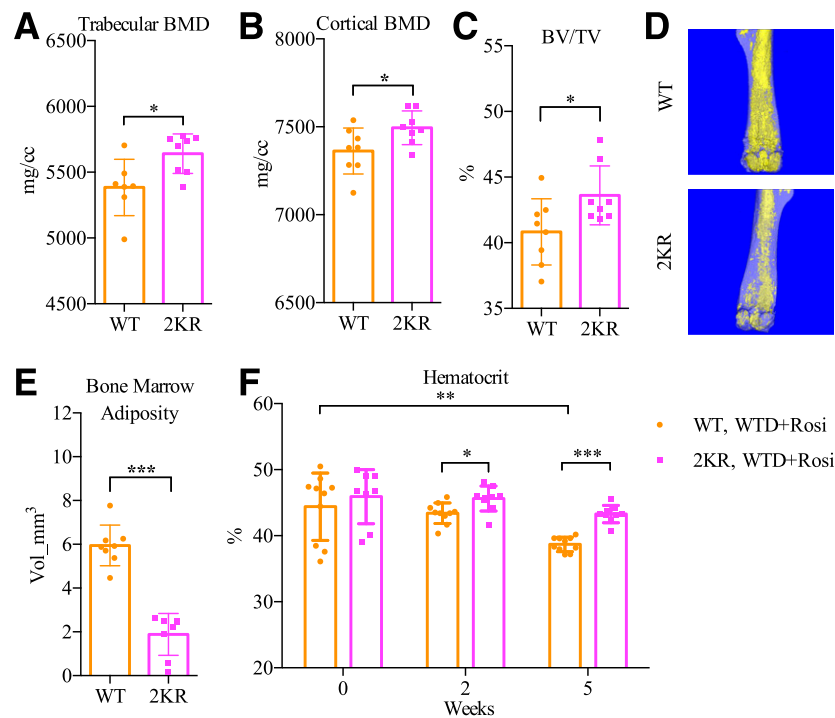 A
Trabecular BMD
6500
6000
5500
5000
4500
mg/cc
*
WT
2KR
B
Cortical BMD
8000
7500
7000
6500
mg/cc
*
WT
2KR
C
BV/TV
55
50
45
40
35
%
*
WT
2KR
D
WT
2KR
E
Bone Marrow
Adiposity
12
10
8
6
4
2
0
Vol_mm³
***
WT
2KR
F
Hematocrit
60
50
40
30
20
%
**
*
***
0
2
5
Weeks
WT, WTD+Rosi
2KR, WTD+Rosi